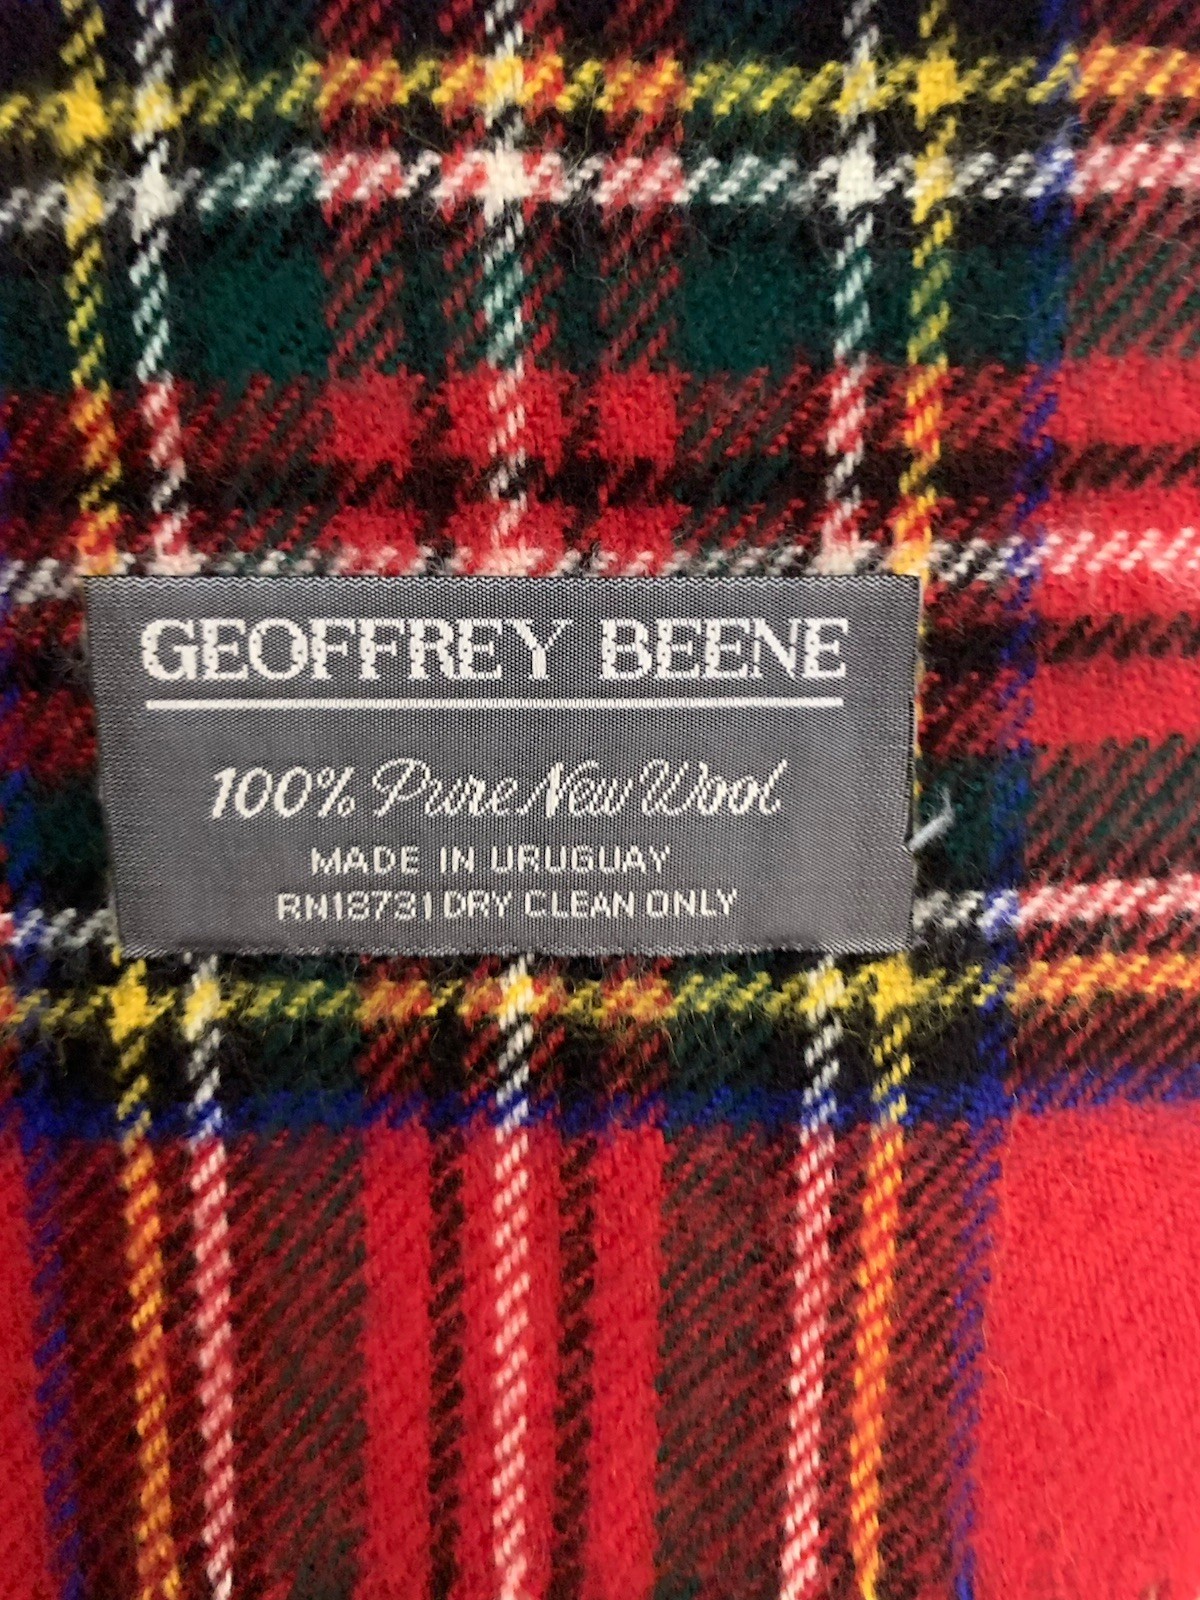 GEOFFREY BEENE
100% Pure New Wool
MADE IN URUGUAY
RN18731 DRY CLEAN ONLY